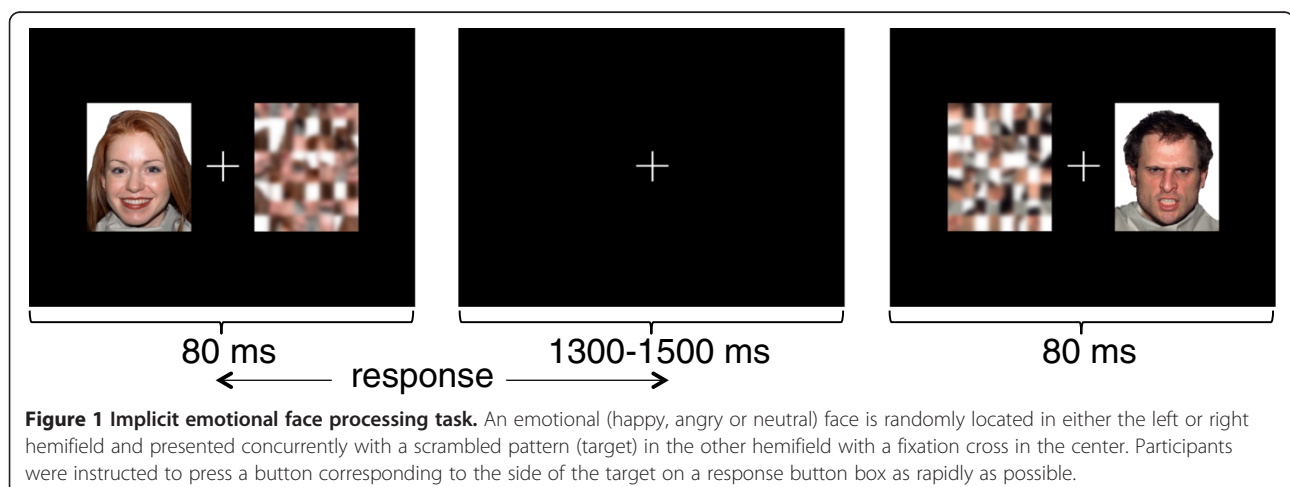 80 ms
1300-1500 ms
80 ms
response
Figure 1 Implicit emotional face processing task. An emotional (happy, angry or neutral) face is randomly located in either the left or right
hemifield and presented concurrently with a scrambled pattern (target) in the other hemifield with a fixation cross in the center. Participants
were instructed to press a button corresponding to the side of the target on a response button box as rapidly as possible.